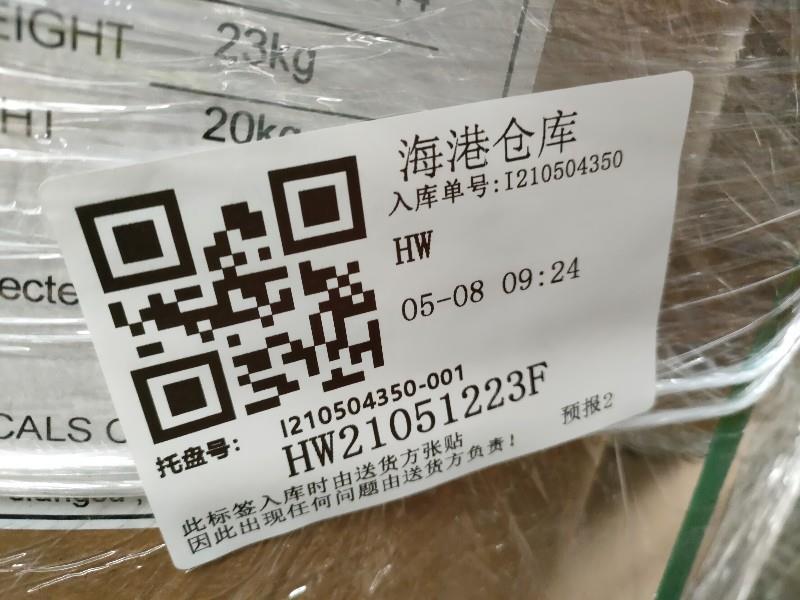 EIGHT 23kg
HT 20kg
海港仓库
入库单号:I210504350
HW
05-08 09:24
I210504350-001
托盘号:
HW21051223F
预报2
此标签入库时由送货方张贴
因此出现任何问题由送货方负责!
ecte
CALS C